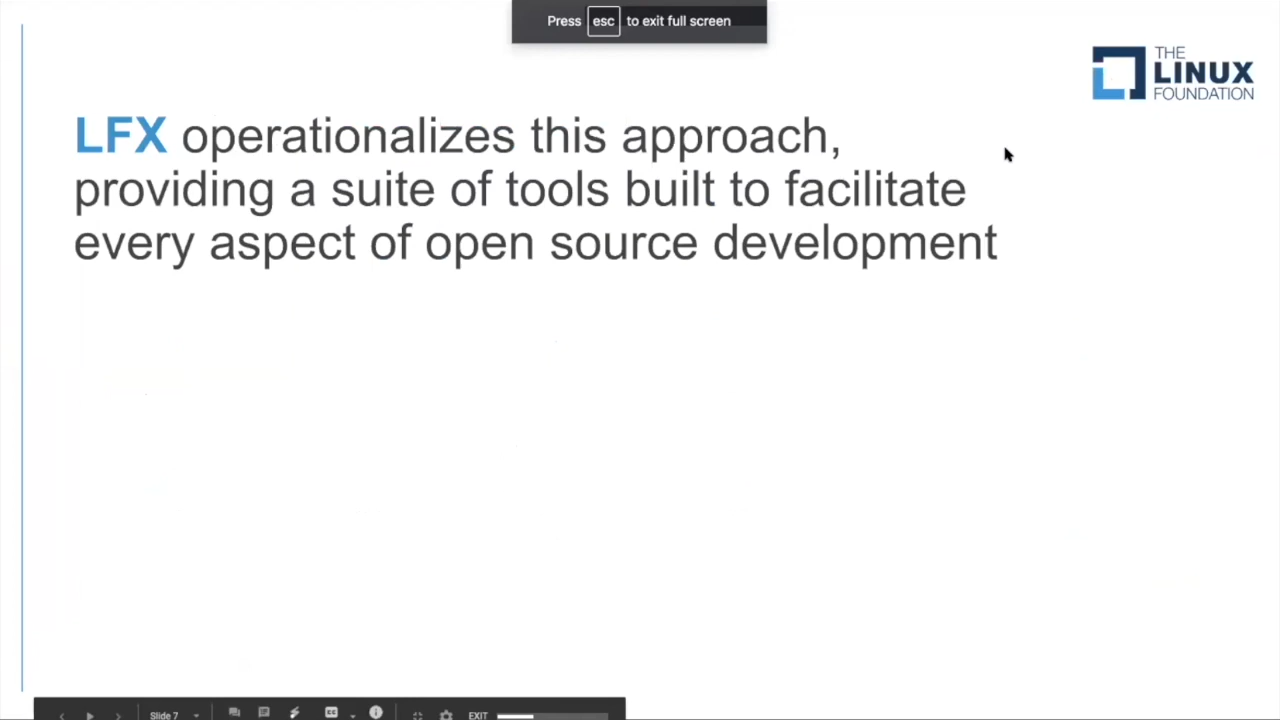 Press esc to exit full screen
THE
LINUX
FOUNDATION
LFX operationalizes this approach,
providing a suite of tools built to facilitate
every aspect of open source development
Slide 7
CC
EXIT